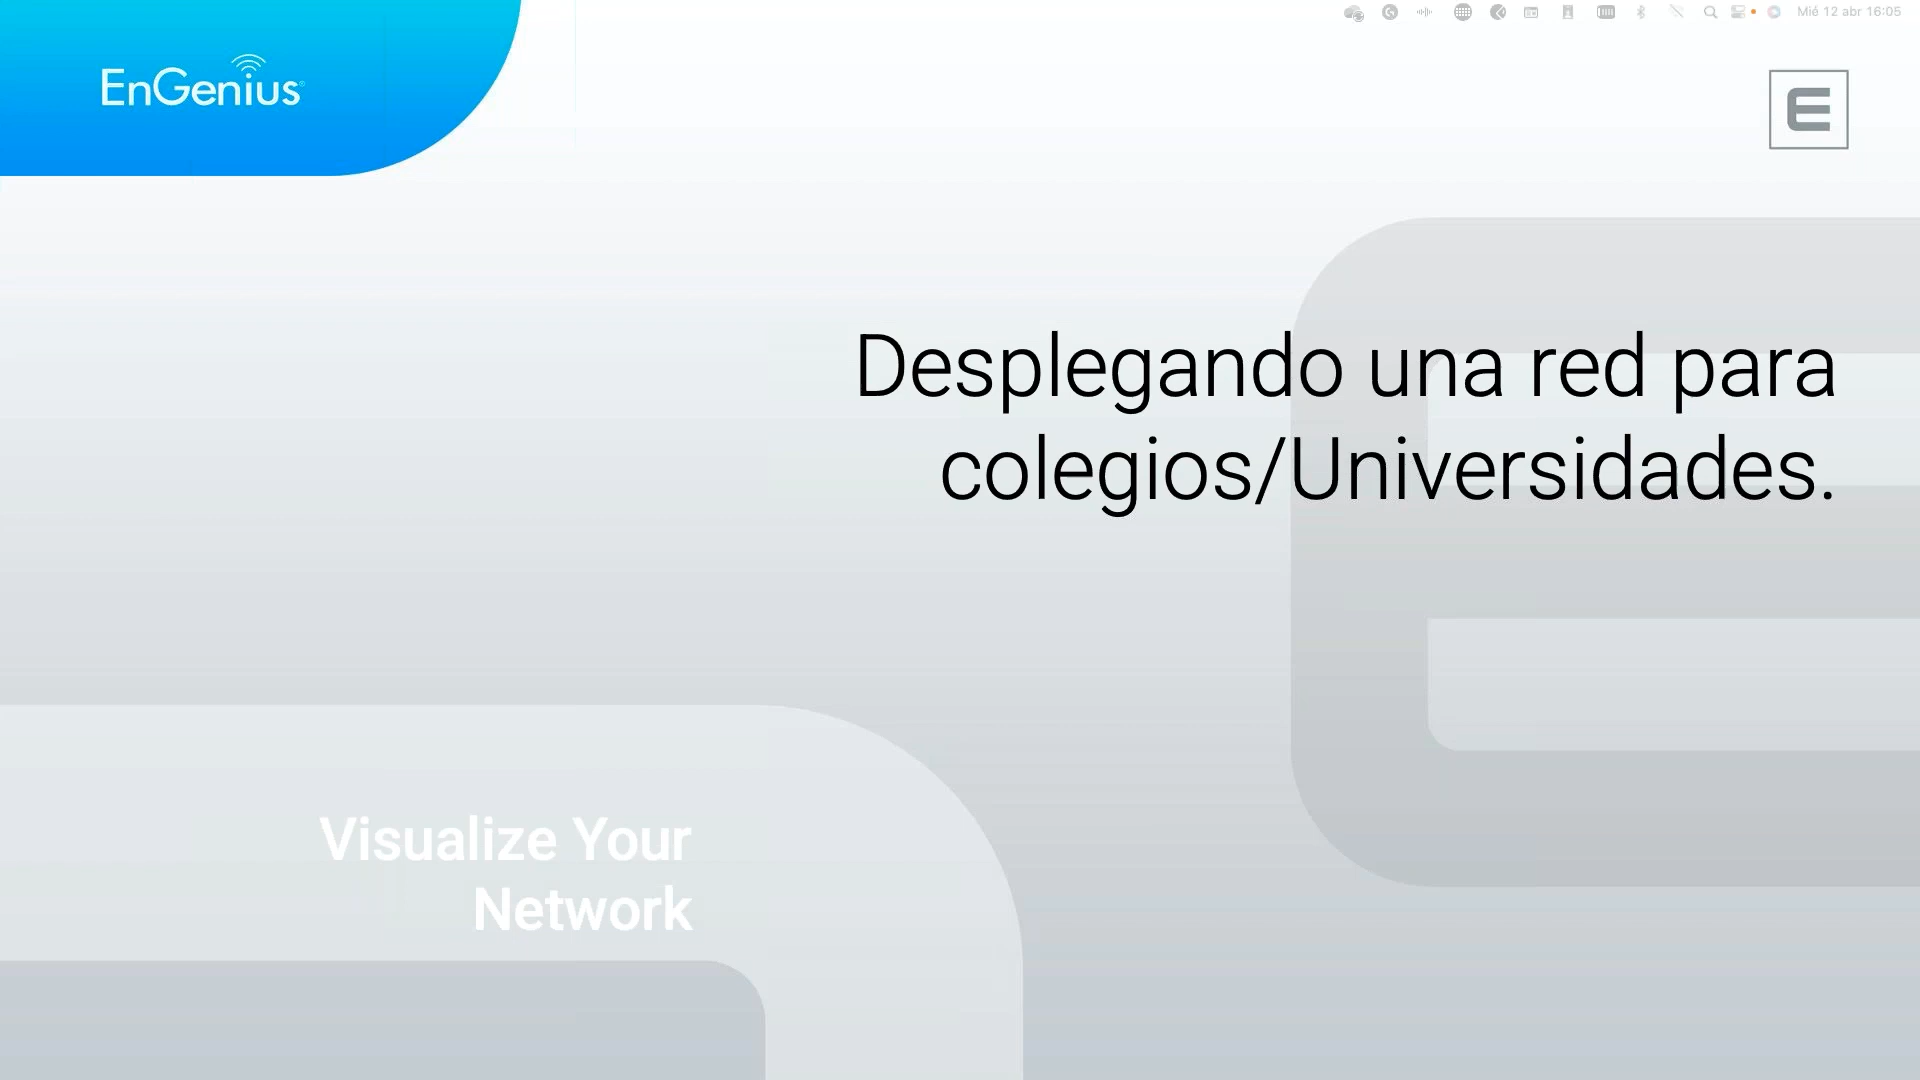 Mié 12 abr 16:05
EnGenius
E
Desplegando una red para
colegios/Universidades.
Visualize Your
Network